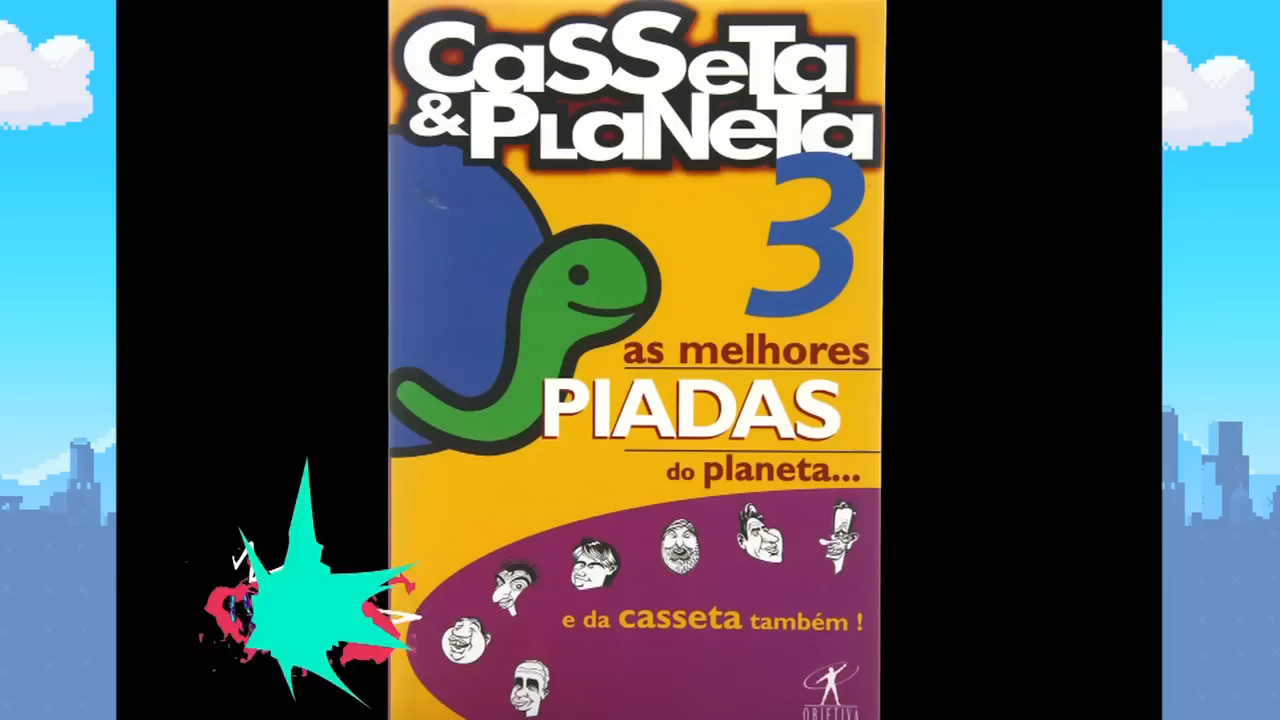 CasseTa
& PlaNeTa
3
as melhores
PIADAS
do planeta...
e da casseta também !
OBJETIVA